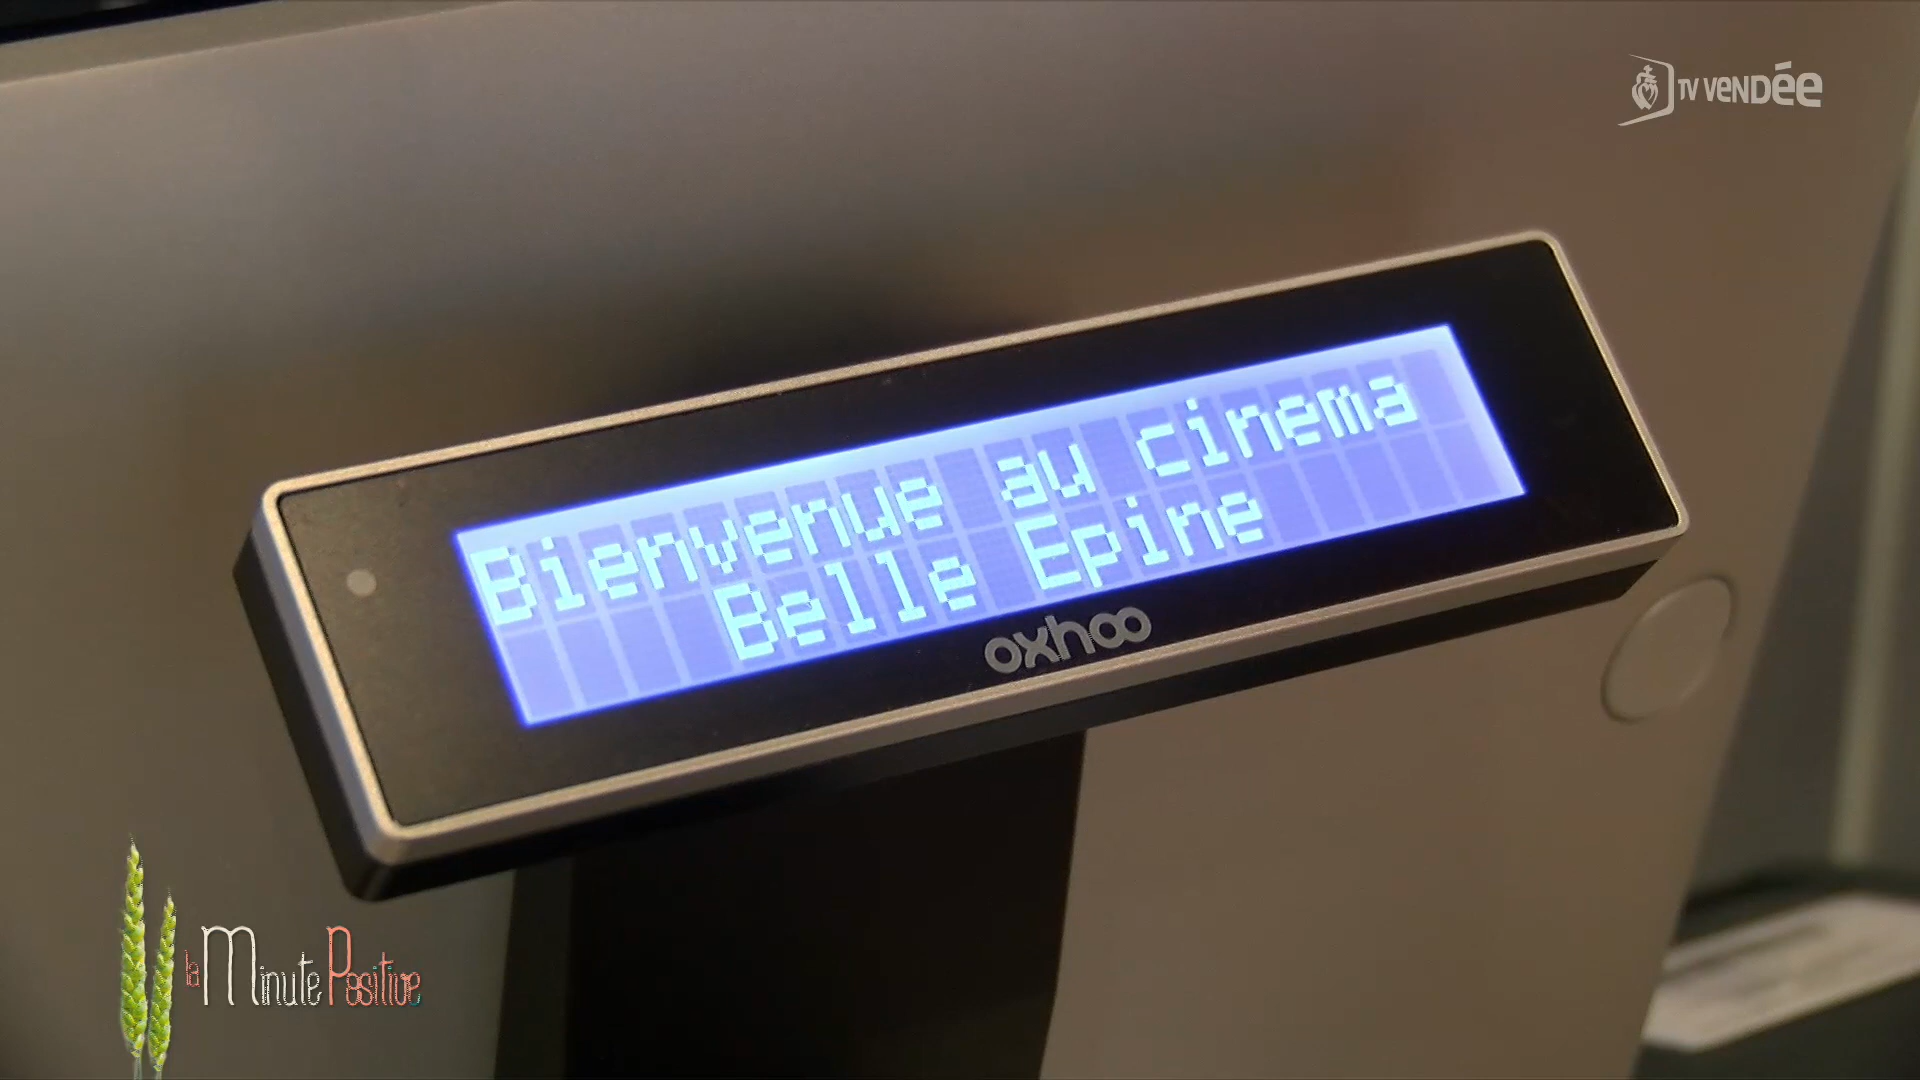 TV VENDÉE
Bienvenue au cinema
Belle Epine
oxhoo
la Minute Positive